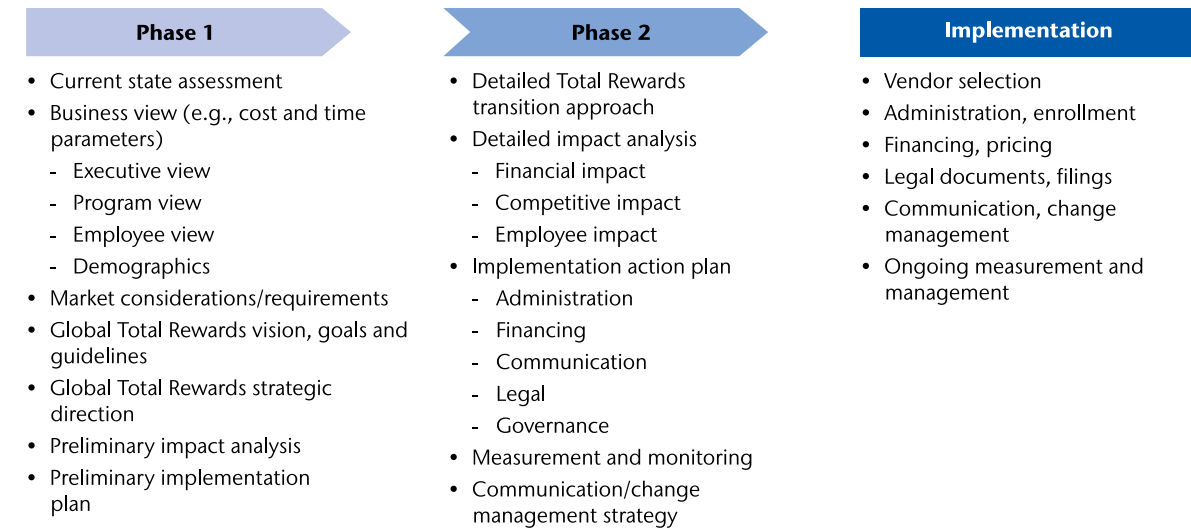 Phase 1
• Current state assessment
• Business view (e.g., cost and time
parameters)
- Executive view
- Program view
- Employee view
- Demographics
• Market considerations/requirements
• Global Total Rewards vision, goals and
guidelines
• Global Total Rewards strategic
direction
• Preliminary impact analysis
• Preliminary implementation
plan
Phase 2
• Detailed Total Rewards
transition approach
• Detailed impact analysis
- Financial impact
- Competitive impact
- Employee impact
• Implementation action plan
- Administration
- Financing
- Communication
- Legal
- Governance
• Measurement and monitoring
• Communication/change
management strategy
Implementation
• Vendor selection
• Administration, enrollment
• Financing, pricing
• Legal documents, filings
• Communication, change
management
• Ongoing measurement and
management